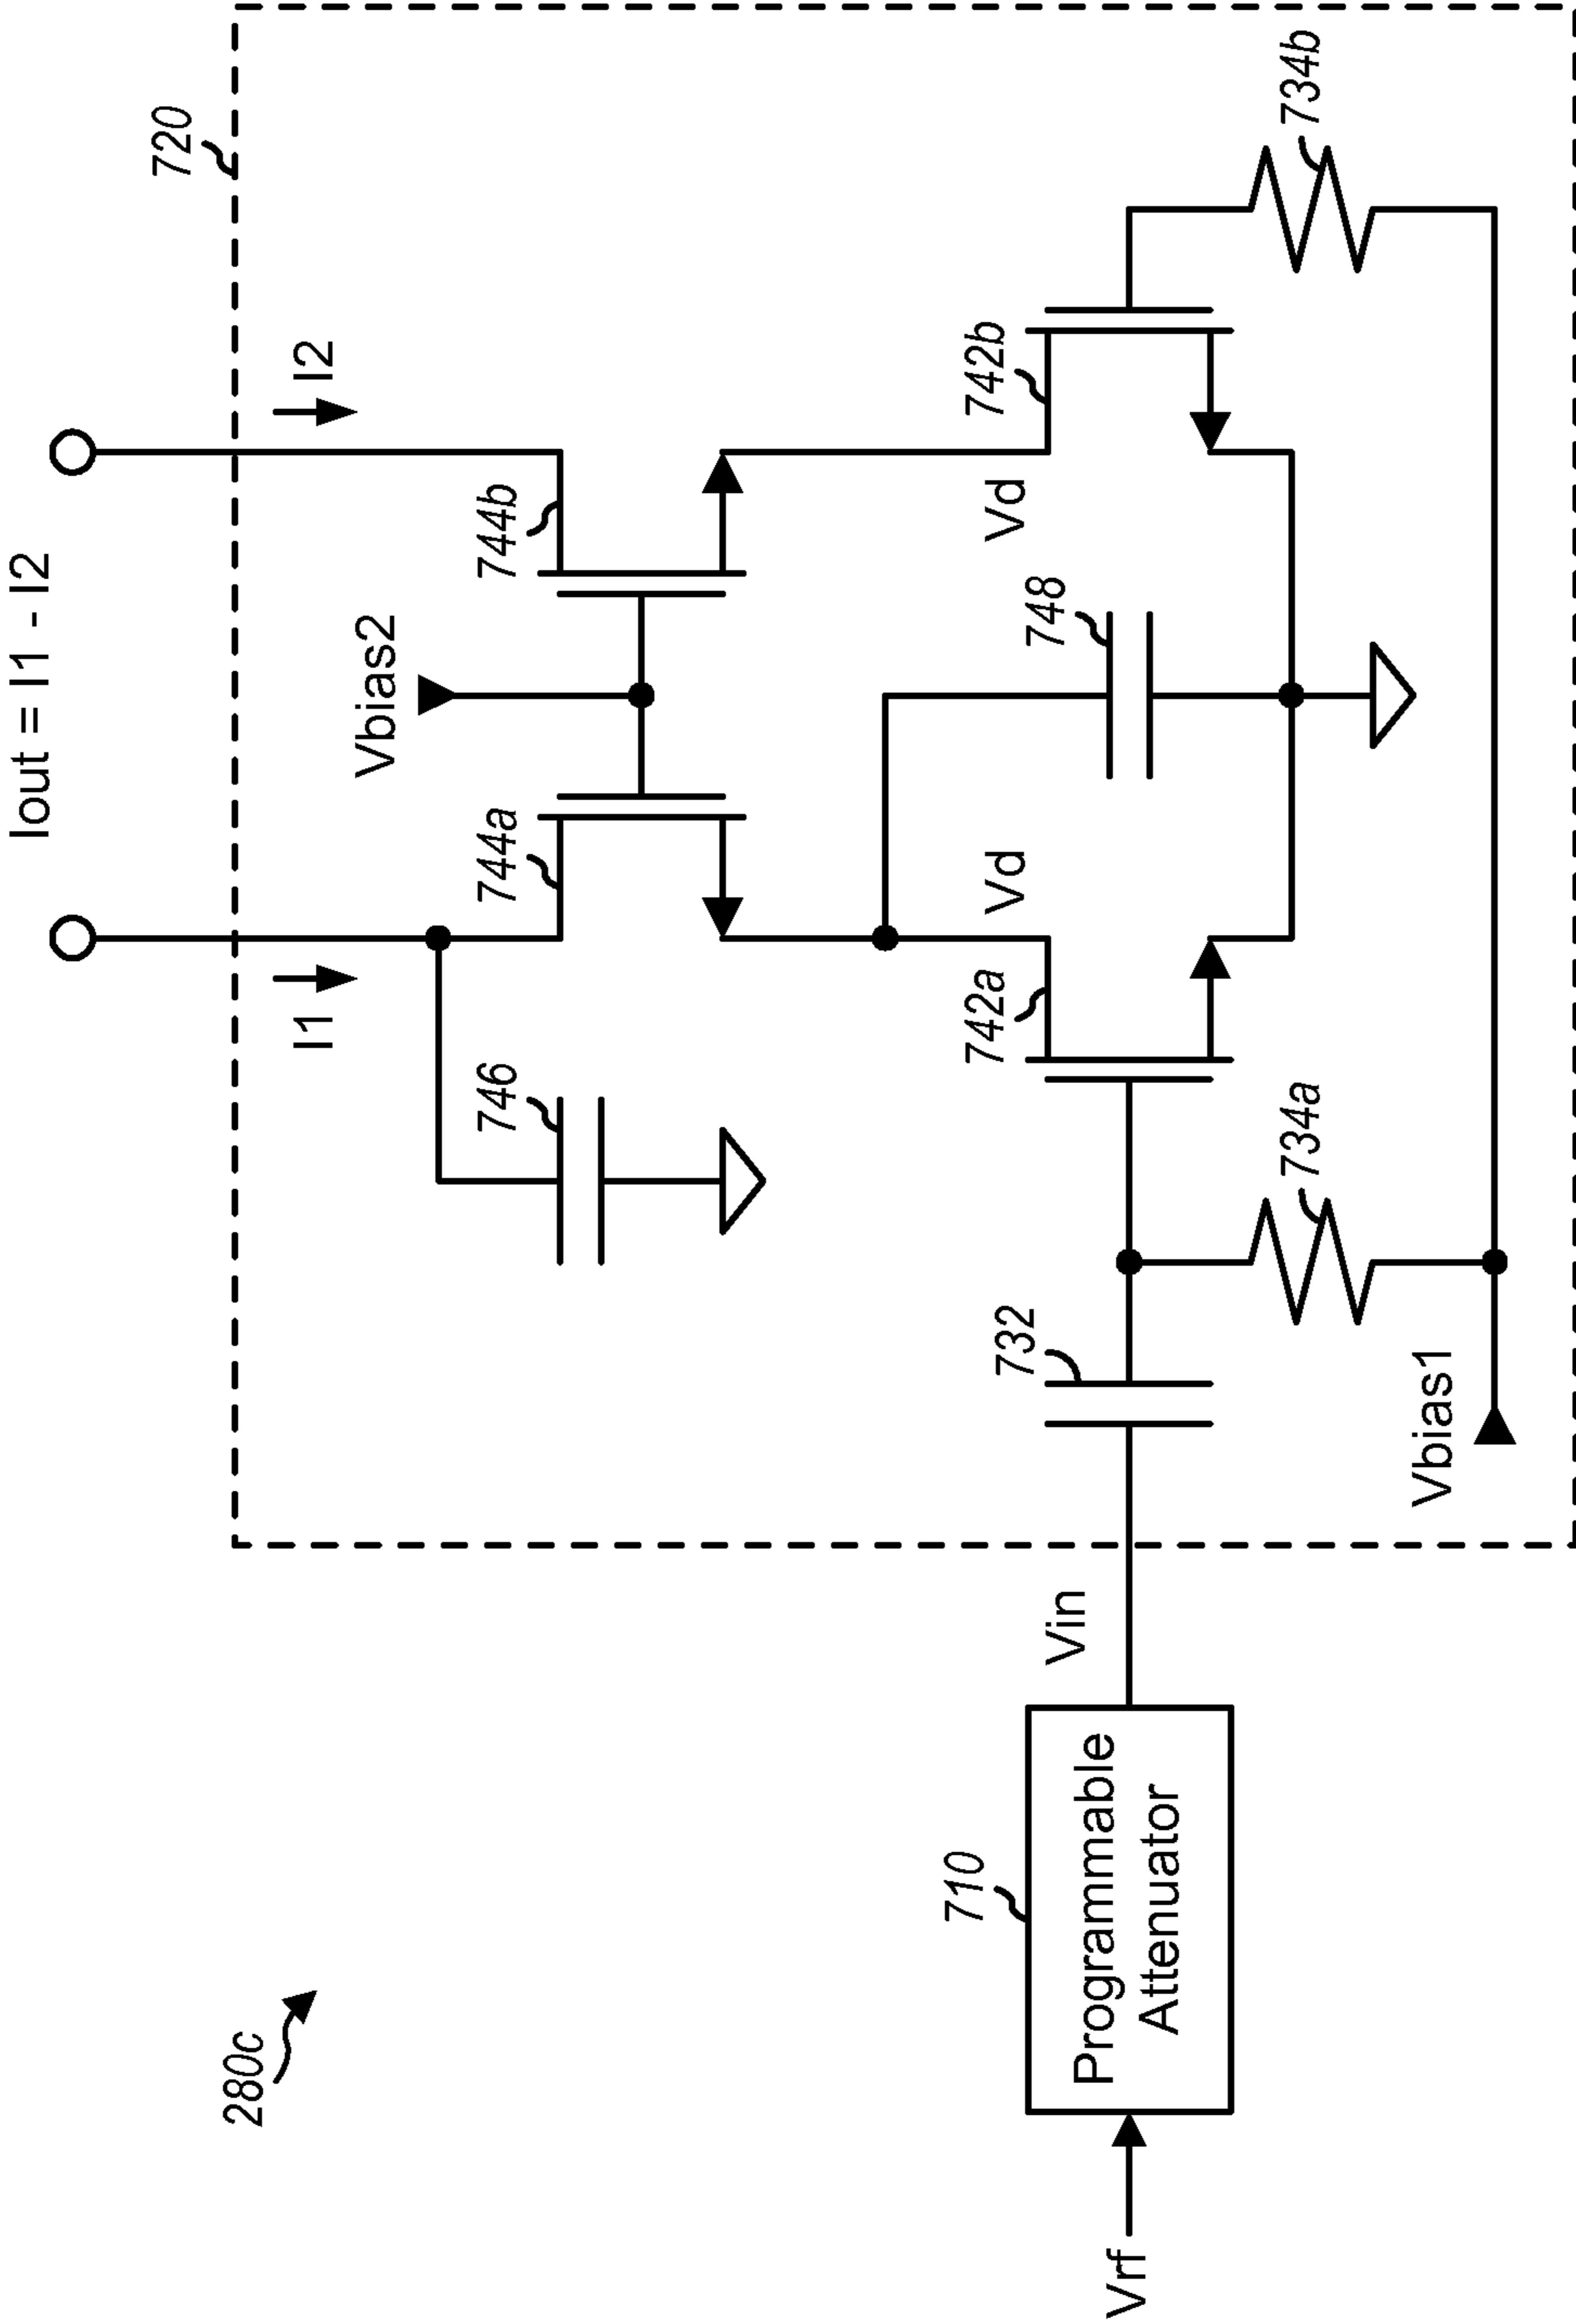 280c
Iout = I1 - I2
720
I1
I2
Vbias2
746
744a
744b
710
732
742a
Vd
748
Vd
742b
Vrf
Programmable
Attenuator
Vin
734a
734b
Vbias1